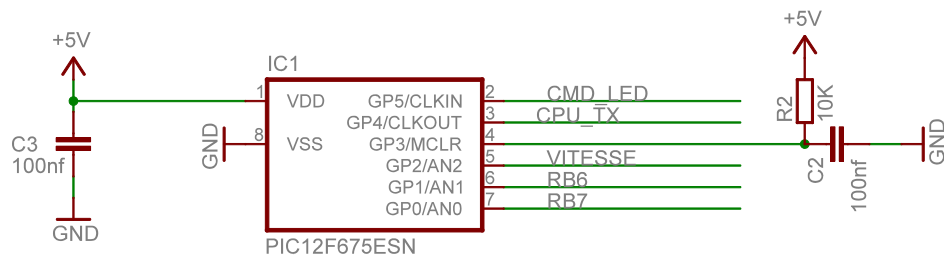 +5V
+5V
IC1
1
VDD
GP5/CLKIN
2
CMD_LED
GP4/CLKOUT
3
CPU_TX
R2
10K
C3
100nf
GND
8
VSS
GP3/MCLR
4
GP2/AN2
5
VITESSE
C2
100nf
GND
GP1/AN1
6
RB6
GP0/AN0
7
RB7
GND
PIC12F675ESN